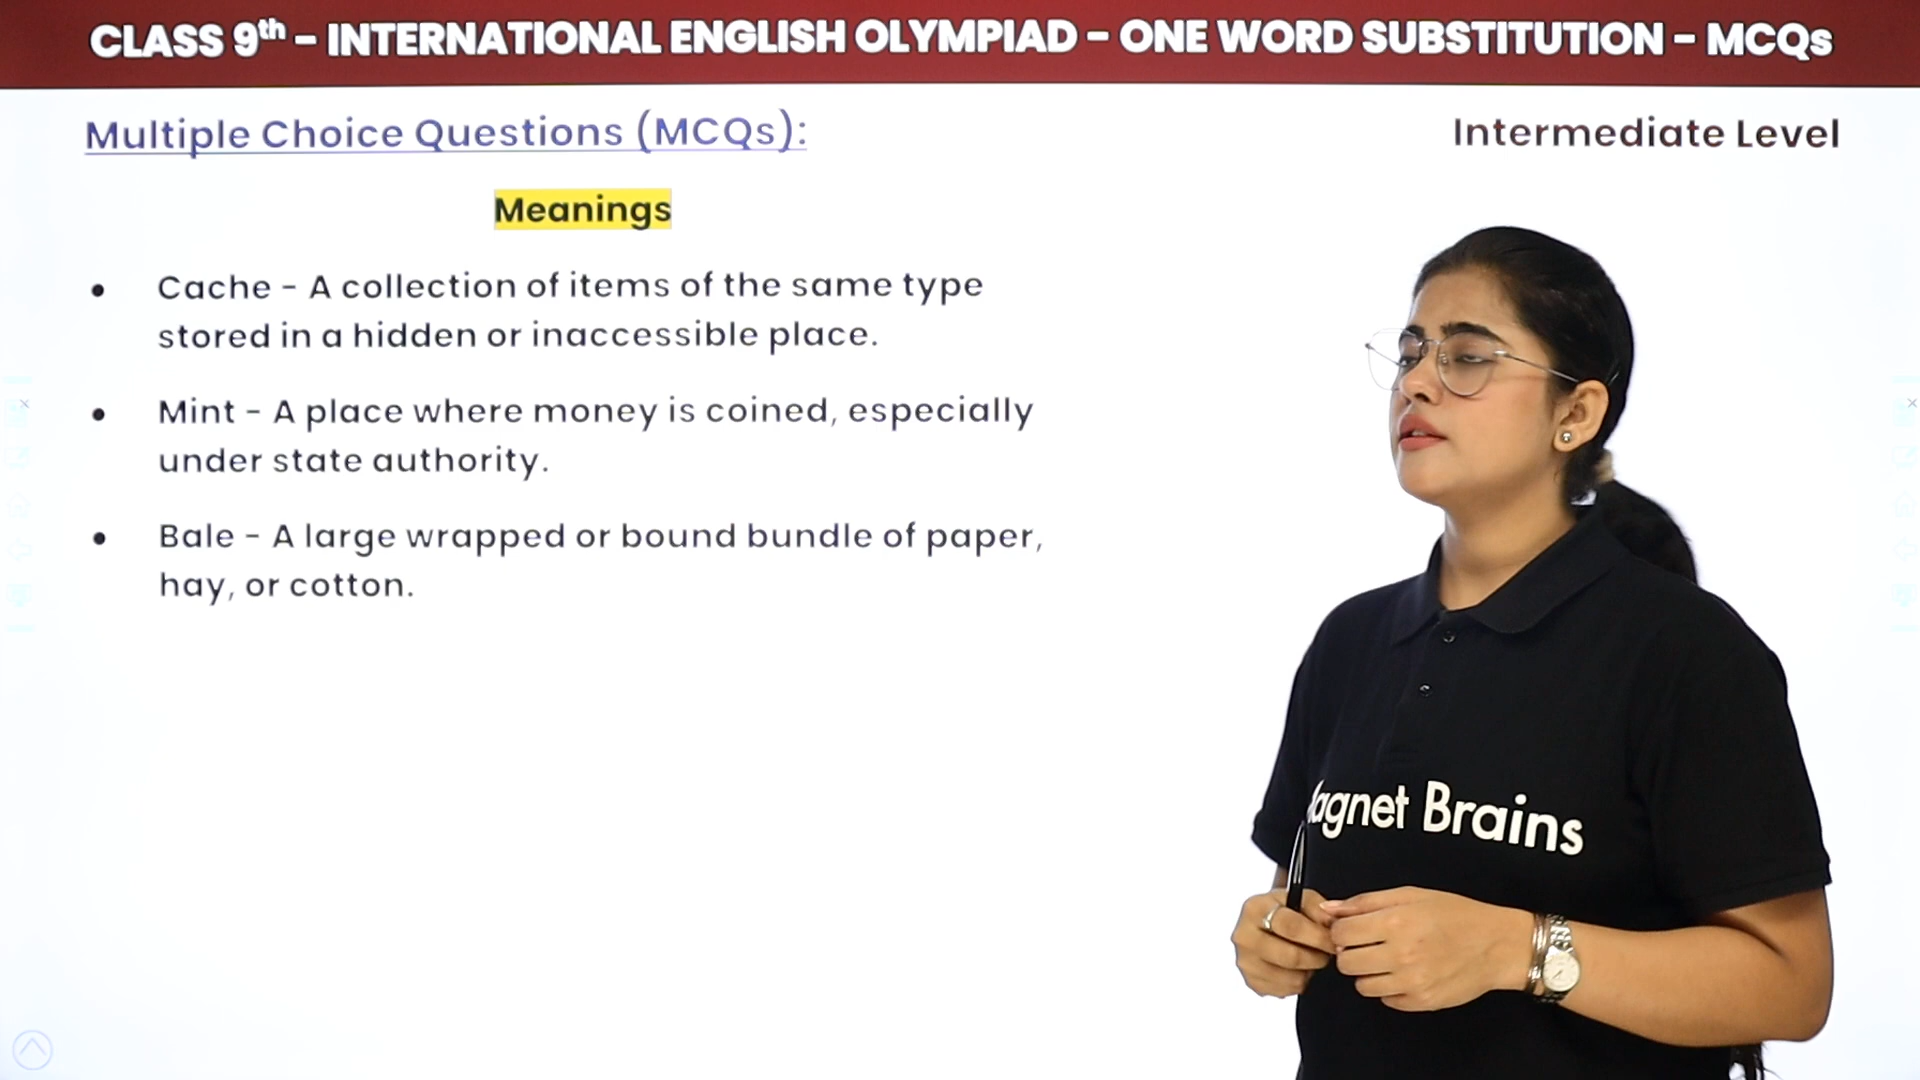 CLASS 9th – INTERNATIONAL ENGLISH OLYMPIAD – ONE WORD SUBSTITUTION – MCQs
Multiple Choice Questions (MCQs):
Intermediate Level
Meanings
• Cache - A collection of items of the same type
stored in a hidden or inaccessible place.
• Mint - A place where money is coined, especially
under state authority.
• Bale - A large wrapped or bound bundle of paper,
hay, or cotton.
agnet Brains